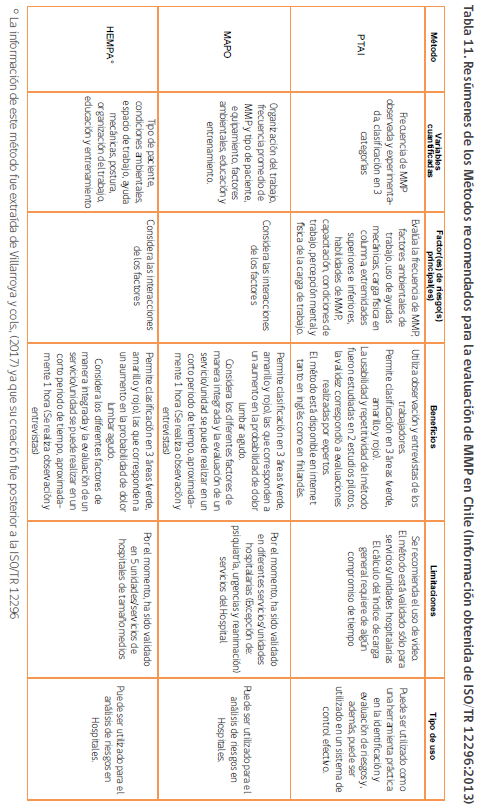 Tabla 11. Resúmenes de los Métodos recomendados para la evaluación de MMP en Chile (Información obtenida de ISO/TR 12296:2013)
Método
Variables
cuantificadas
Factor(es) de riesgo(s)
principal(es)
Beneficios
Limitaciones
Tipo de uso
PTAI
Frecuencia de MMP
observada y experimenta-
da, clasificación en 3
categorías
Evalúa la frecuencia de MMP,
factores ambientales de
trabajo, uso de ayudas
mecánicas, carga física en
columna, extremidades
superiores e inferiores,
habilidades de MMP,
capacitación, condiciones de
trabajo, percepción mental y
física de la carga de trabajo.
Utiliza observación y entrevistas de los
trabajadores.
Permite clasificación en 3 áreas (verde,
amarillo y rojo).
La usabilidad y repetitividad del método
fueron estudiadas en 2 estudios pilotos,
la validez correspondió a evaluaciones
realizadas por expertos.
El método está disponible en internet
tanto en inglés como en finlandés.
Se recomienda el uso de video.
El método está validado sólo para
servicios/unidades hospitalarias
El cálculo del índice de carga
general requiere de algún
compromiso de tiempo
Puede ser utilizado como
una herramienta práctica
en la identificación y
evaluación de riesgos y,
además, puede ser
utilizado en un sistema de
control efectivo.
MAPO
Organización del trabajo,
frecuencia promedio de
MMP y tipo de paciente,
equipamiento, factores
ambientales, educación y
entrenamiento.
Considera las interacciones
de los factores
Permite clasificación en 3 áreas (verde,
amarillo y rojo), las que corresponden a
un aumento en la probabilidad de dolor
lumbar agudo.
Considera los diferentes factores de
manera integrada y la evaluación de un
servicio/unidad se puede realizar en un
corto período de tiempo, aproximada-
mente 1 hora (Se realiza observación y
entrevistas)
Por el momento, ha sido validado
en diferentes servicios/unidades
hospitalarias (Excepción de:
psiquiatría, urgencias y reanimación)
servicios del Hospital.
Puede ser utilizado para el
análisis de riesgos en
Hospitales.
HEMPA°
Tipo de paciente,
condiciones ambientales,
espacio de trabajo, ayuda
mecánicas, postura,
organización del trabajo,
educación y entrenamiento
Considera las interacciones
de los factores
Permite clasificación en 3 áreas (verde,
amarillo y rojo), las que corresponden a
un aumento en la probabilidad de dolor
lumbar agudo.
Considera los diferentes factores de
manera integrada y la evaluación de un
servicio/unidad se puede realizar en un
corto período de tiempo, aproximada-
mente 1 hora (Se realiza observación y
entrevistas)
Por el momento, ha sido validado
en 5 unidades/servicios de
hospitales de tamaño medios
Puede ser utilizado para el
análisis de riesgos en
Hospitales.
° La información de este método fue extraída de Villarroya y cols, (2017) ya que su creación fue posterior a la ISO/TR 12296